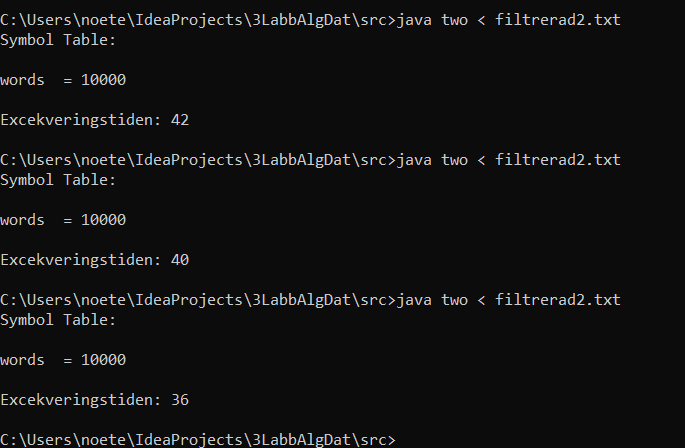 C:\Users\noete\IdeaProjects\3LabbAlgDat\src>java two < filtrerad2.txt
Symbol Table:
words  = 10000
Excekveringstiden: 42
C:\Users\noete\IdeaProjects\3LabbAlgDat\src>java two < filtrerad2.txt
Symbol Table:
words  = 10000
Excekveringstiden: 40
C:\Users\noete\IdeaProjects\3LabbAlgDat\src>java two < filtrerad2.txt
Symbol Table:
words  = 10000
Excekveringstiden: 36
C:\Users\noete\IdeaProjects\3LabbAlgDat\src>